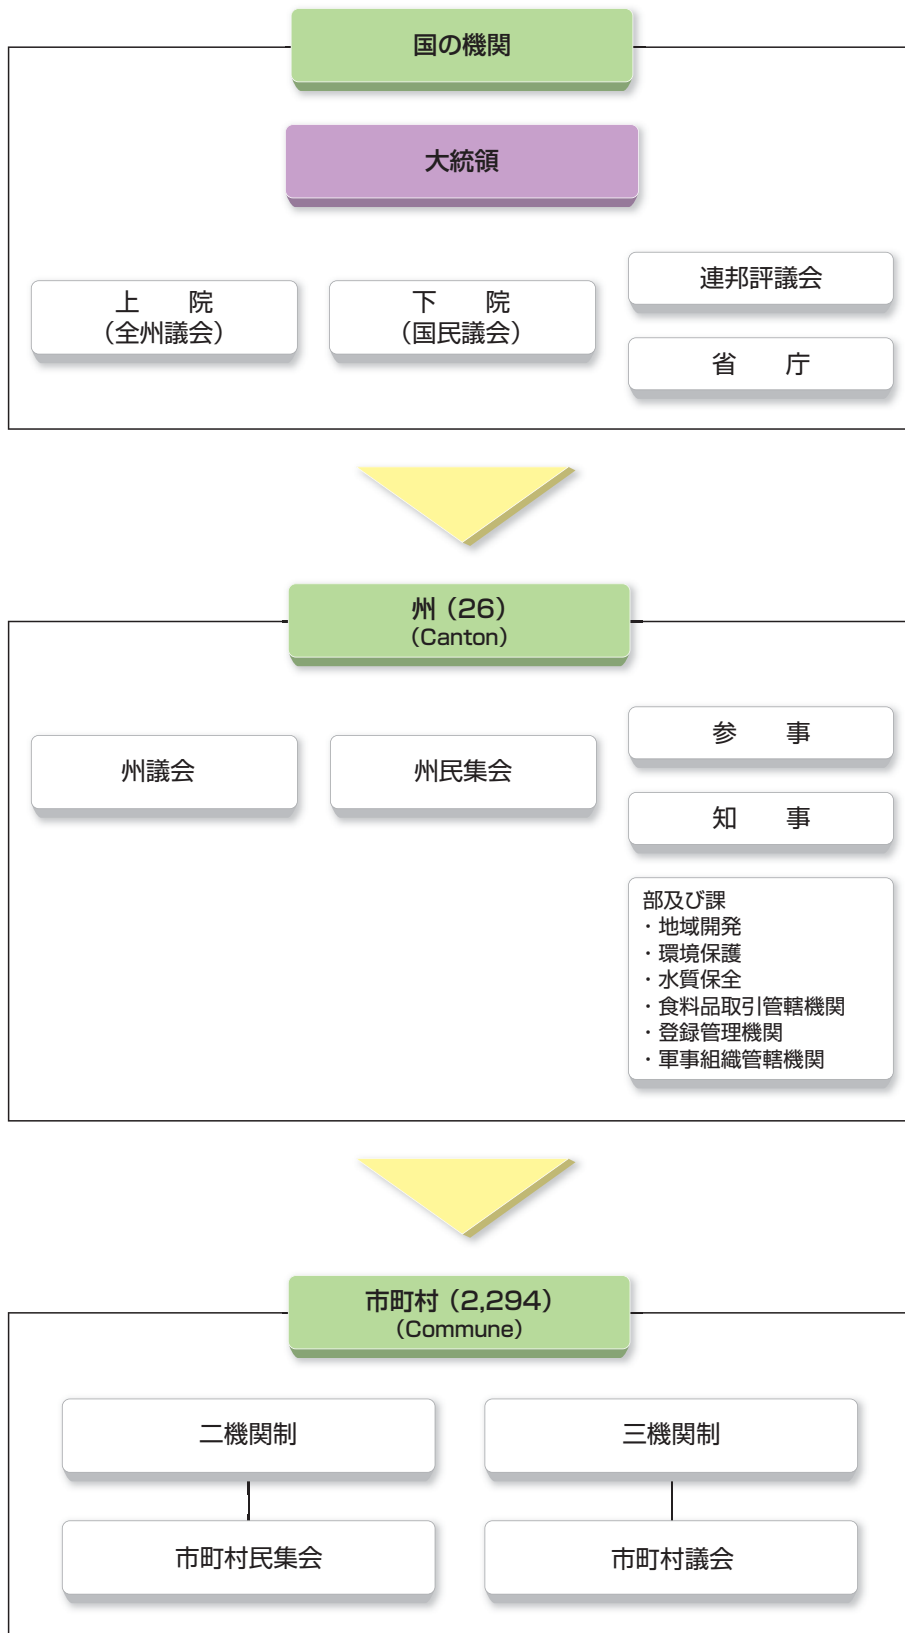 国の機関
大統領
上　院
（全州議会）
下　院
（国民議会）
連邦評議会
省　庁
州（26）
（Canton）
州議会
州民集会
参　事
知　事
部及び課
・地域開発
・環境保護
・水質保全
・食料品取引管轄機関
・登録管理機関
・軍事組織管轄機関
市町村（2,294）
（Commune）
二機関制
三機関制
市町村民集会
市町村議会